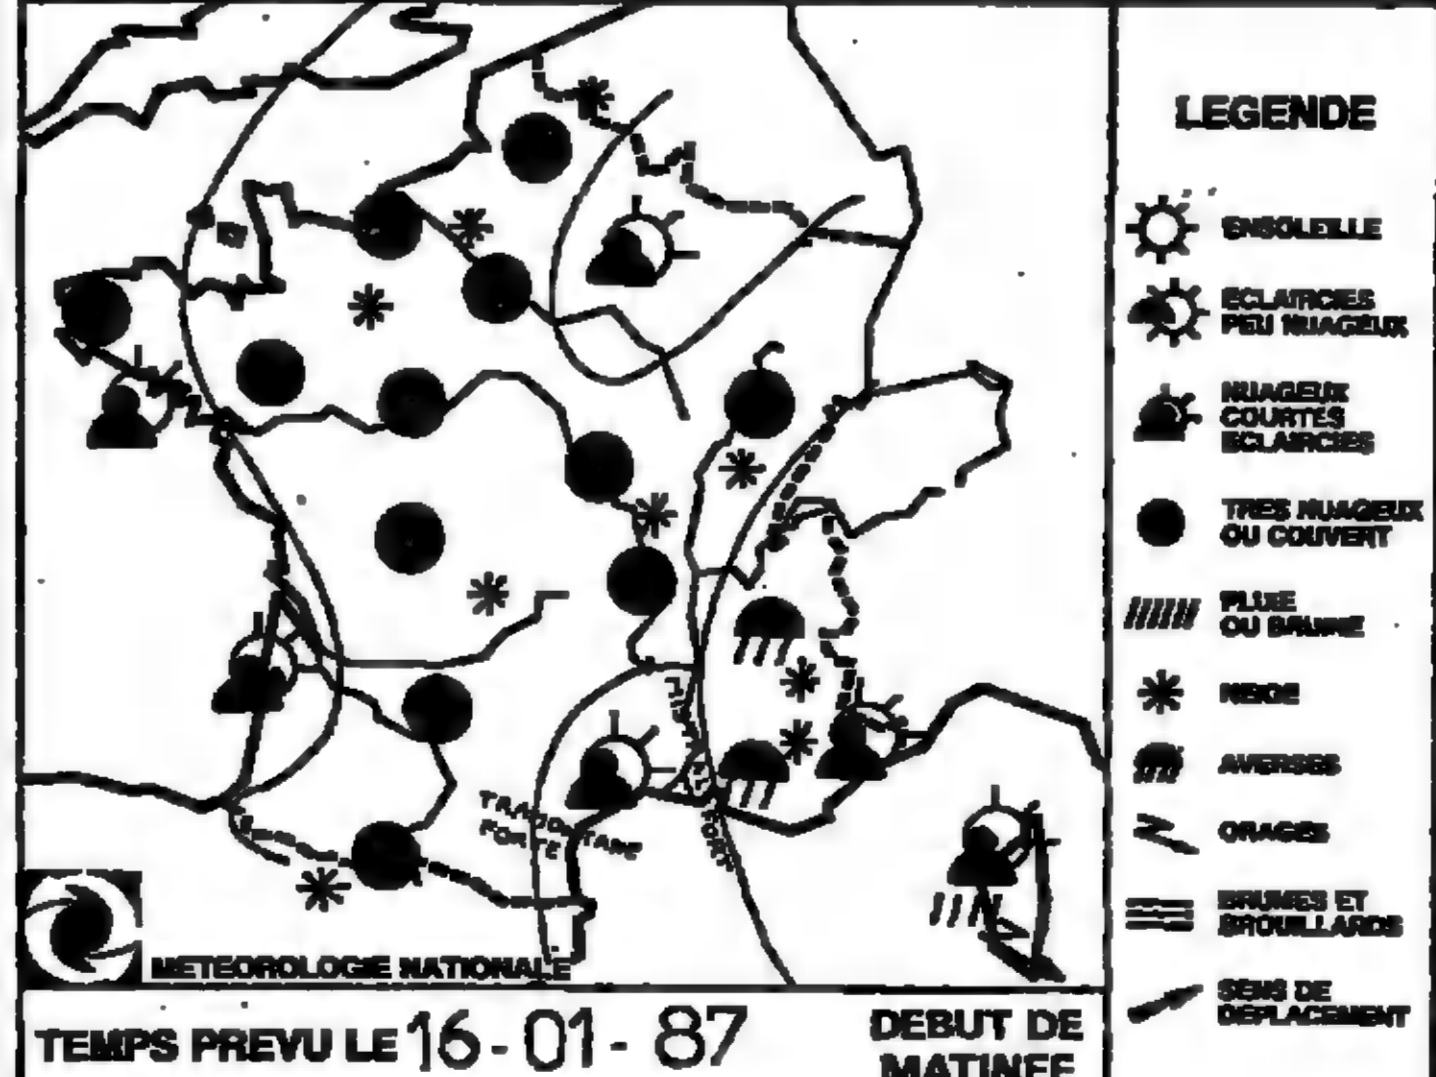 LEGENDE
ENSOLEILLE
ECLAIRCIES
PEU NUAGEUX
NUAGEUX
COURTES
ECLAIRCIES
TRES NUAGEUX
OU COUVERT
PLUIE
OU BRUINE
NEIGE
AVERSES
ORAGES
BRUMES ET
BROUILLARDS
SENS DE
DEPLACEMENT
TRAMONTANE
FORTE
FORT
METEOROLOGIE NATIONALE
TEMPS PREVU LE 16-01-87
DEBUT DE
MATINEE